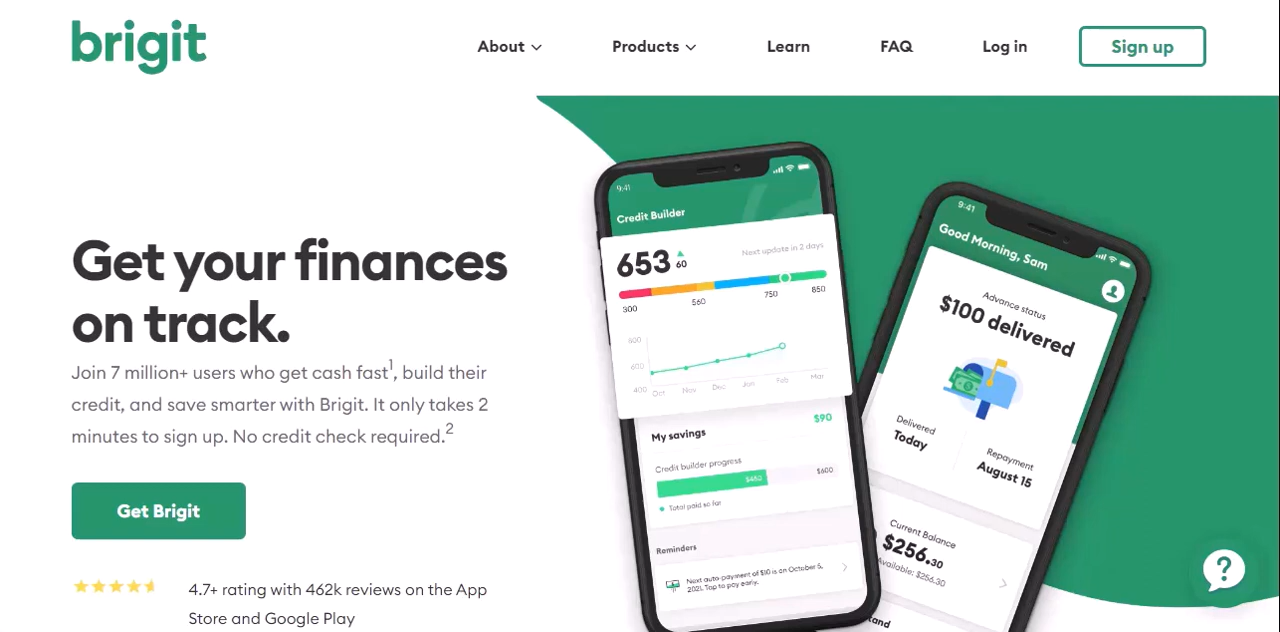 brigit
About
Products
Learn
FAQ
Log in
Sign up
Get your finances
on track.
Join 7 million+ users who get cash fast¹, build their
credit, and save smarter with Brigit. It only takes 2
minutes to sign up. No credit check required.²
Get Brigit
4.7+ rating with 462k reviews on the App
Store and Google Play
9:41
Credit Builder
653
60
Next update in 2 days
300
560
750
850
800
600
400
Oct
Nov
Dec
Jan
Feb
Mar
My savings
$90
Credit builder progress
$600
Total paid so far
Reminders
Next auto-payment of $10 is on October 5,
2021. Tap to pay early.
9:41
Good Morning, Sam
Advance status
$100 delivered
Delivered
Today
Repayment
August 15
Current Balance
$256.30
Available: $256.30
?